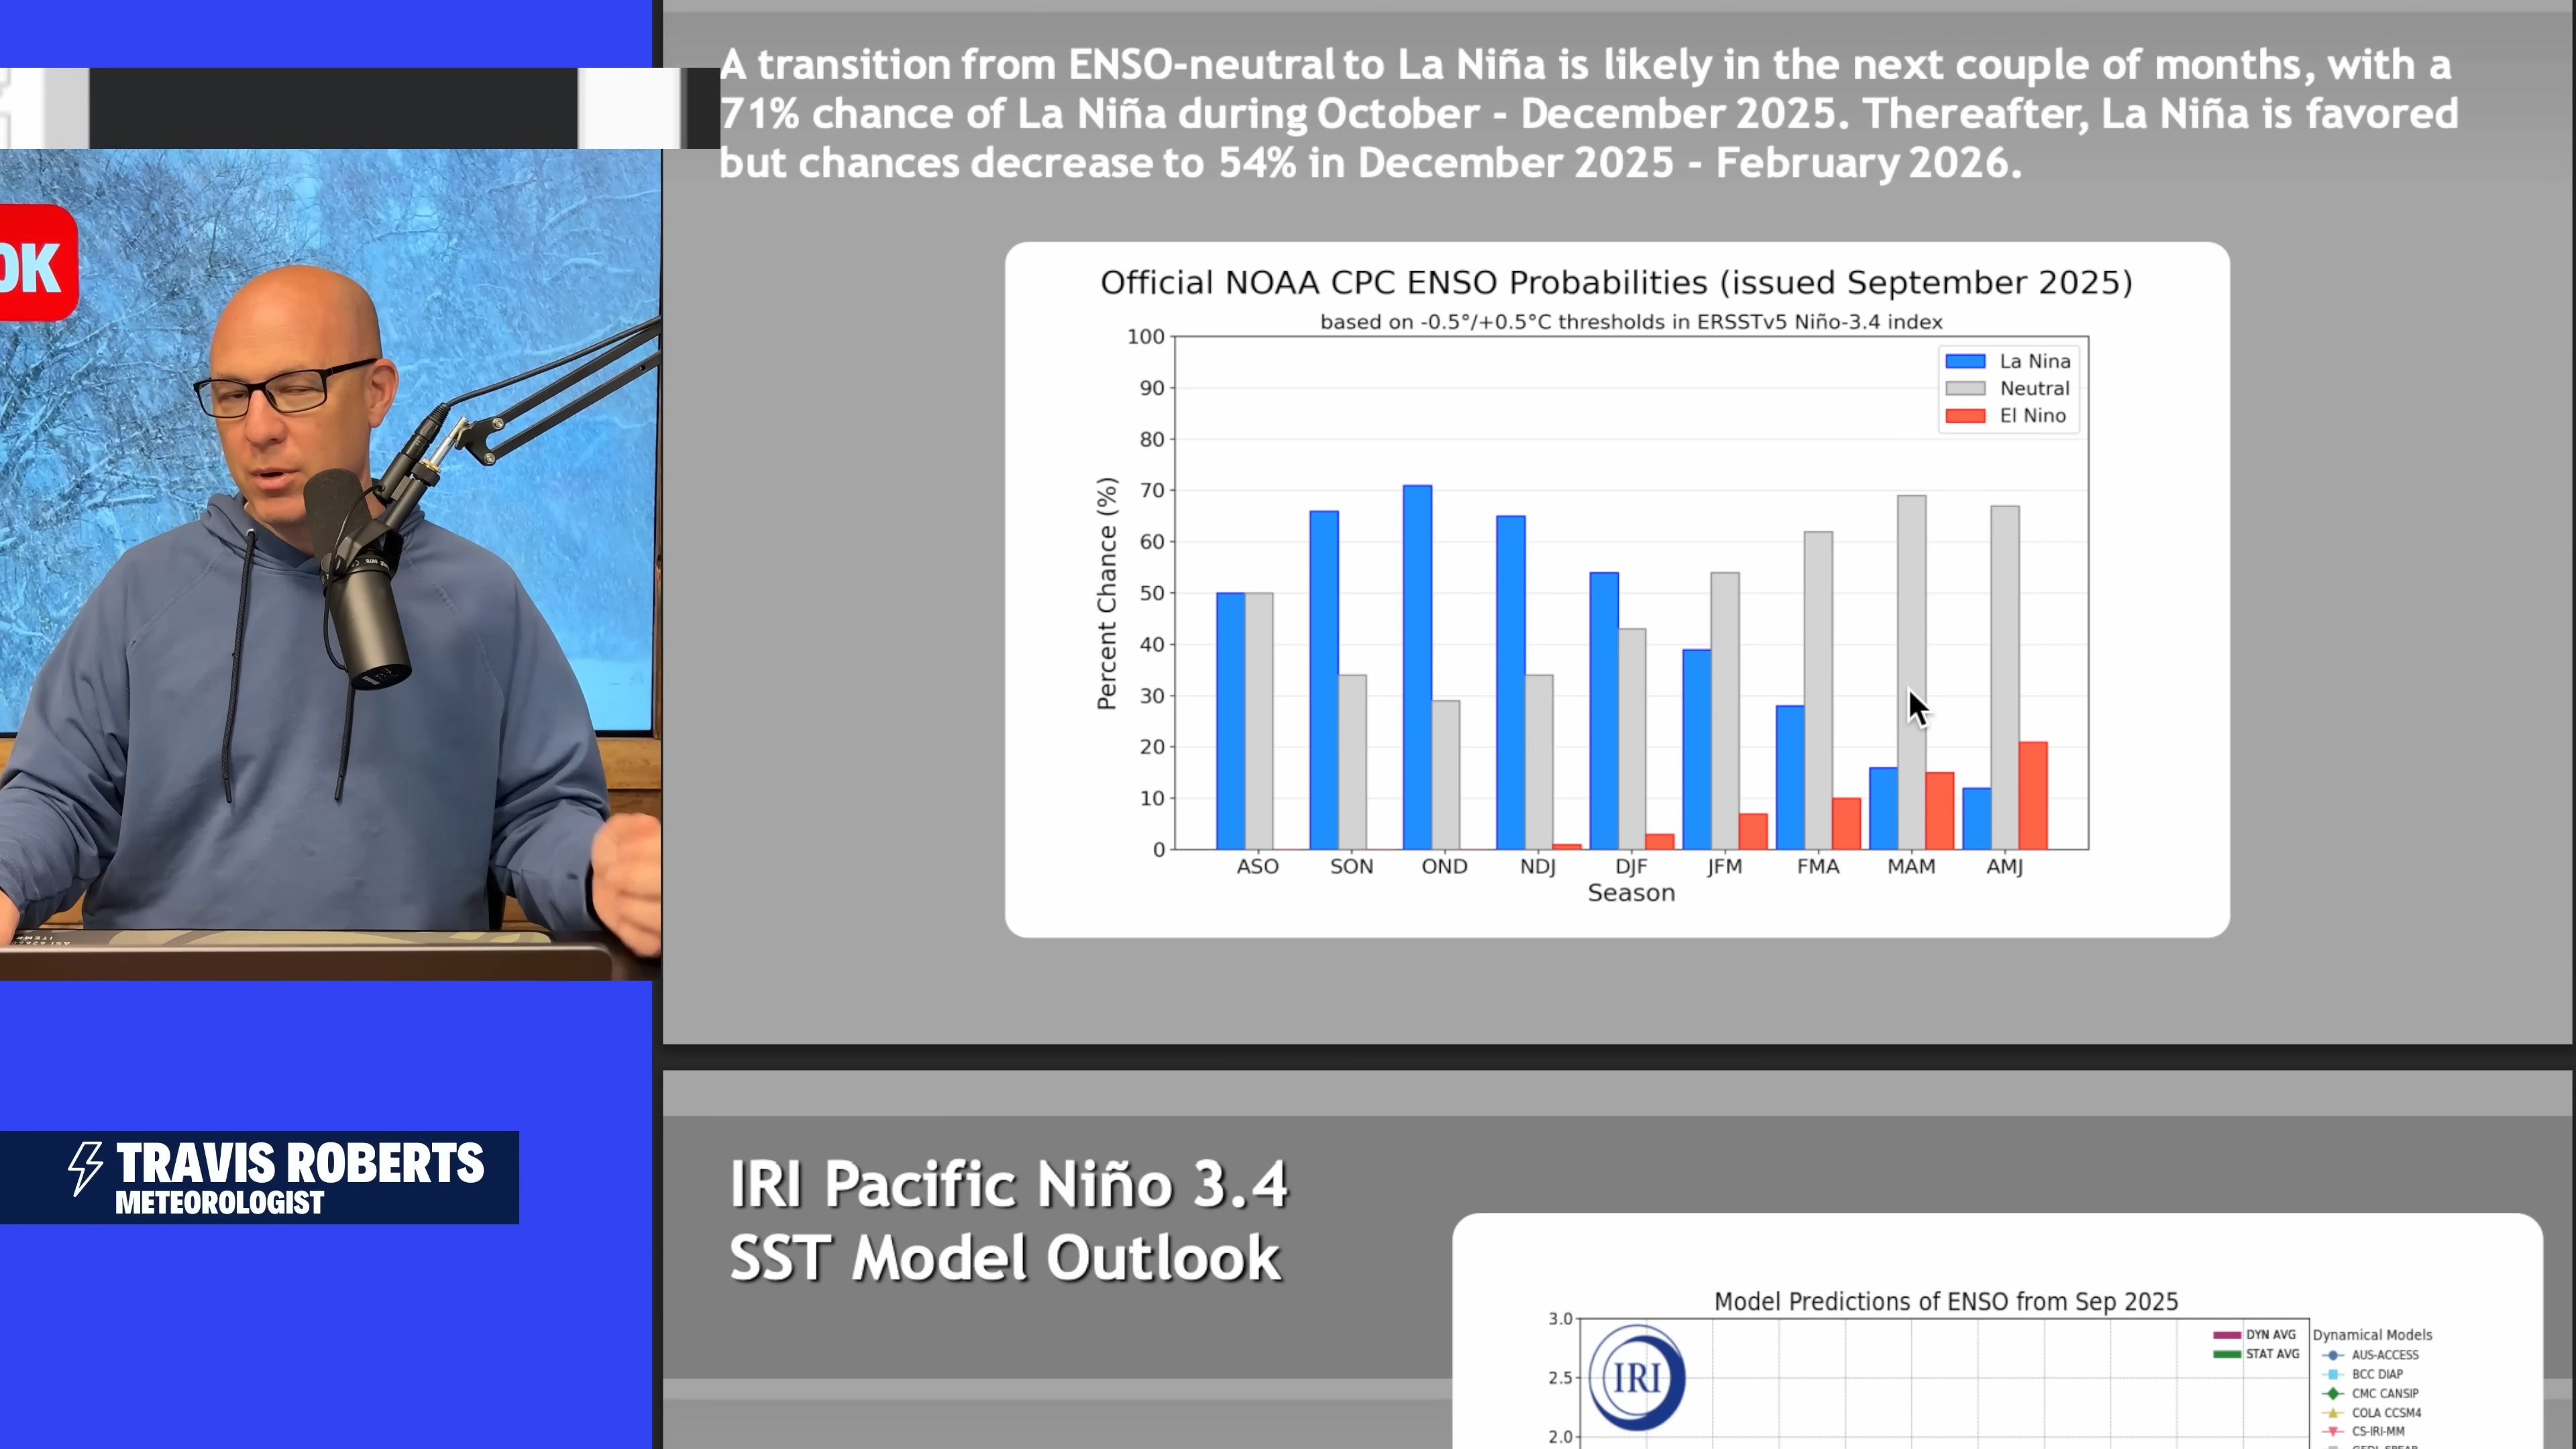 A transition from ENSO-neutral to La Niña is likely in the next couple of months, with a
71% chance of La Niña during October - December 2025. Thereafter, La Niña is favored
but chances decrease to 54% in December 2025 - February 2026.
OK
Official NOAA CPC ENSO Probabilities (issued September 2025)
based on -0.5°/+0.5°C thresholds in ERSSTv5 Niño-3.4 index
100
90
80
70
60
50
40
30
20
10
0
Percent Chance (%)
La Nina
Neutral
El Nino
ASO SON OND NDJ DJF JFM FMA MAM AMJ
Season
TRAVIS ROBERTS
METEOROLOGIST
IRI Pacific Niño 3.4
SST Model Outlook
Model Predictions of ENSO from Sep 2025
3.0
2.5
2.0
IRI
DYN AVG
STAT AVG
Dynamical Models
AUS-ACCESS
BCC DIAP
CMC CANSIP
COLA CCSM4
CS-IRI-MM